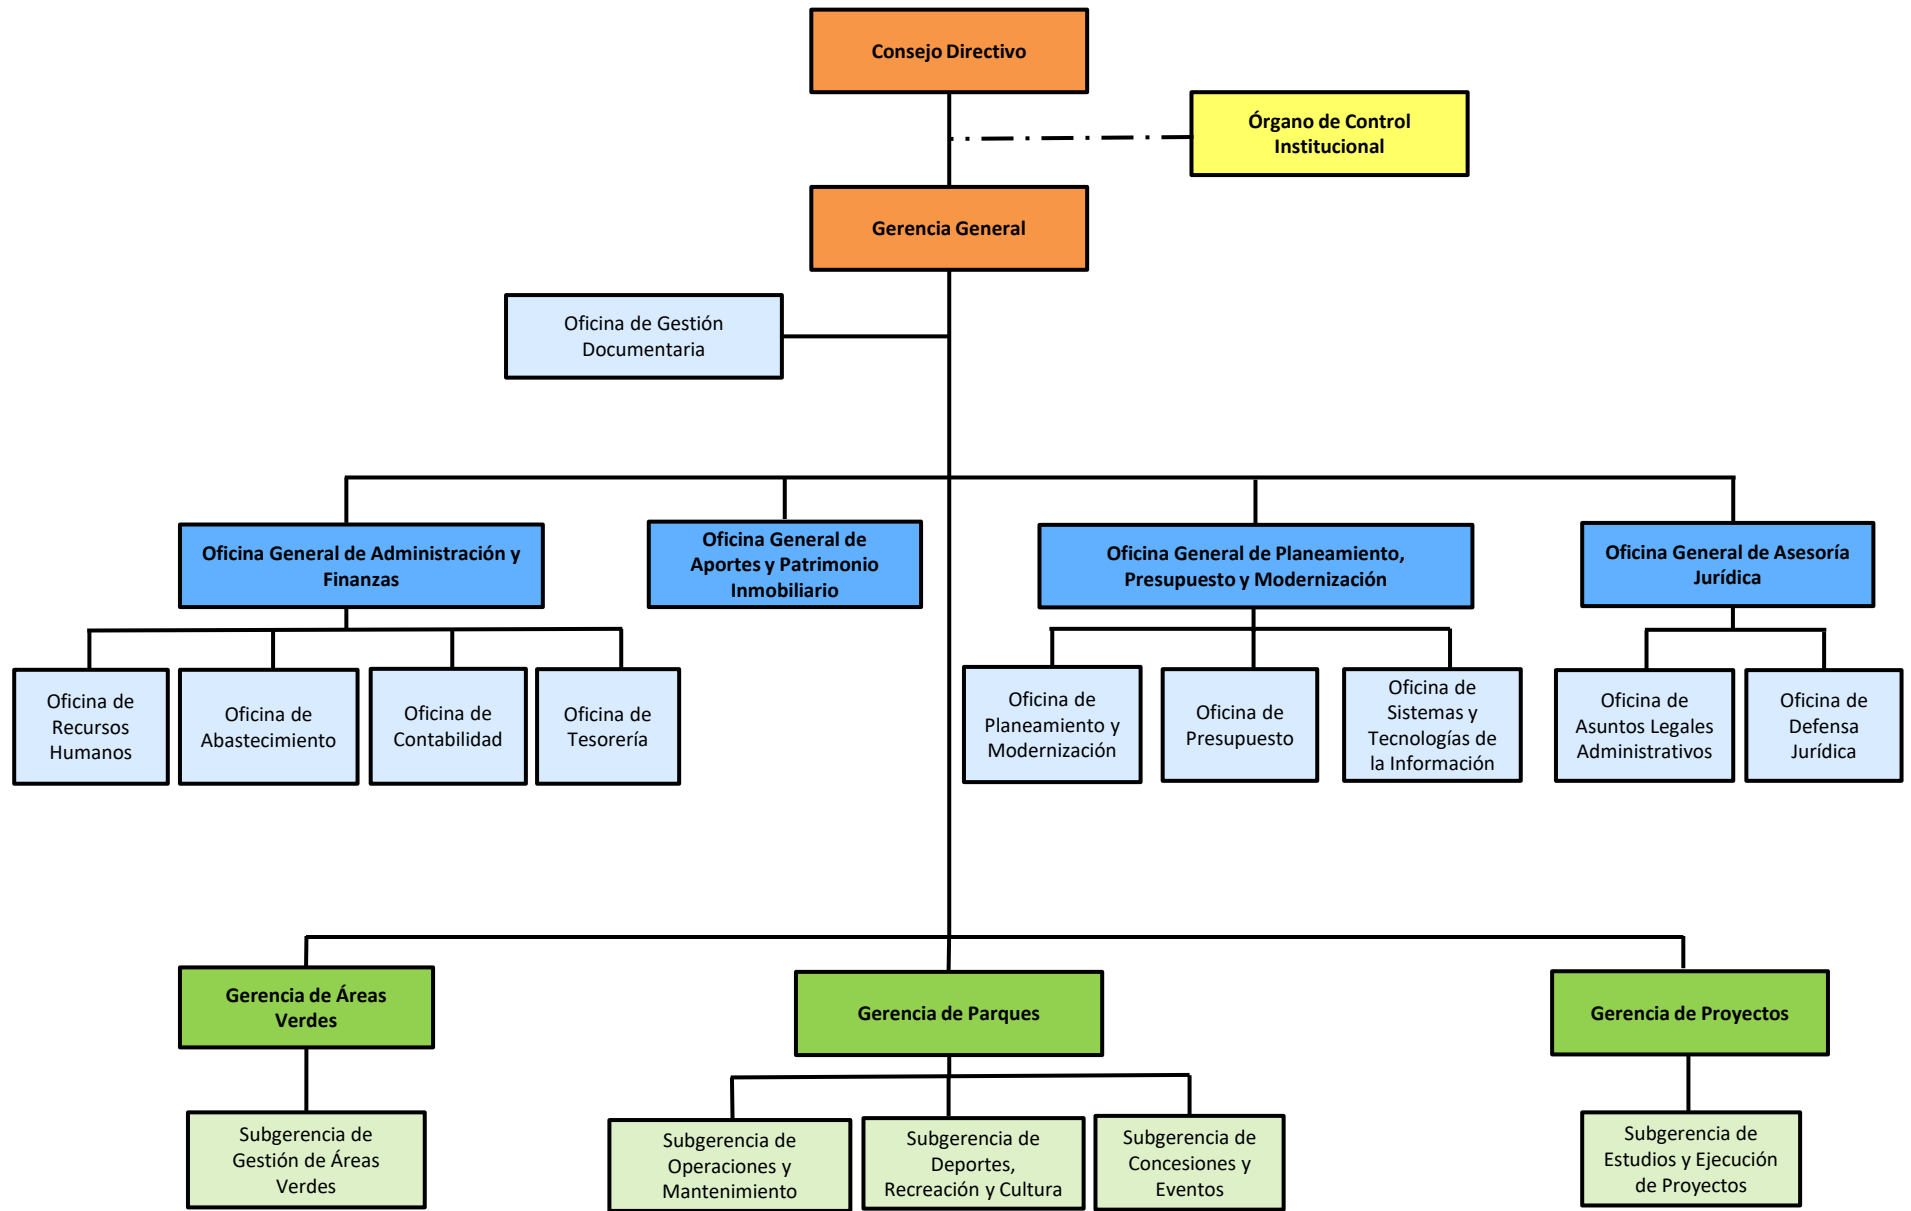 Consejo Directivo
Órgano de Control
Institucional
Gerencia General
Oficina de Gestión
Documentaria
Oficina General de Administración y
Finanzas
Oficina General de
Aportes y Patrimonio
Inmobiliario
Oficina General de Planeamiento,
Presupuesto y Modernización
Oficina General de Asesoría
Jurídica
Oficina de
Recursos
Humanos
Oficina de
Abastecimiento
Oficina de
Contabilidad
Oficina de
Tesorería
Oficina de
Planeamiento y
Modernización
Oficina de
Presupuesto
Oficina de
Sistemas y
Tecnologías de
la Información
Oficina de
Asuntos Legales
Administrativos
Oficina de
Defensa
Jurídica
Gerencia de Áreas
Verdes
Gerencia de Parques
Gerencia de Proyectos
Subgerencia de
Gestión de Áreas
Verdes
Subgerencia de
Operaciones y
Mantenimiento
Subgerencia de
Deportes,
Recreación y Cultura
Subgerencia de
Concesiones y
Eventos
Subgerencia de
Estudios y Ejecución
de Proyectos